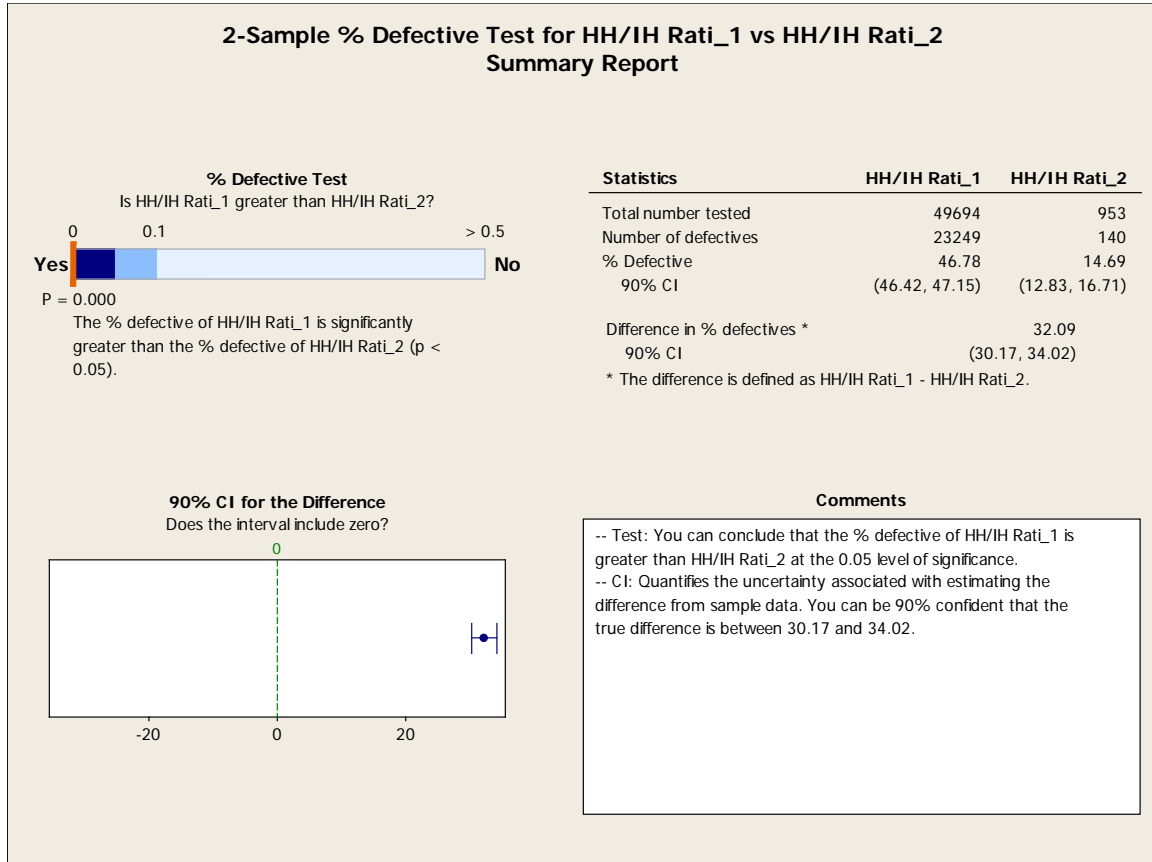 2-Sample % Defective Test for HH/IH Rati_1 vs HH/IH Rati_2
Summary Report
% Defective Test
Is HH/IH Rati_1 greater than HH/IH Rati_2?
0 0.1 > 0.5
Yes No
P = 0.000
The % defective of HH/IH Rati_1 is significantly
greater than the % defective of HH/IH Rati_2 (p <
0.05).
Statistics HH/IH Rati_1 HH/IH Rati_2
Total number tested 49694 953
Number of defectives 23249 140
% Defective 46.78 14.69
90% CI (46.42, 47.15) (12.83, 16.71)
Difference in % defectives * 32.09
90% CI (30.17, 34.02)
* The difference is defined as HH/IH Rati_1 - HH/IH Rati_2.
90% CI for the Difference
Does the interval include zero?
0
-20 0 20
Comments
-- Test: You can conclude that the % defective of HH/IH Rati_1 is
greater than HH/IH Rati_2 at the 0.05 level of significance.
-- CI: Quantifies the uncertainty associated with estimating the
difference from sample data. You can be 90% confident that the
true difference is between 30.17 and 34.02.